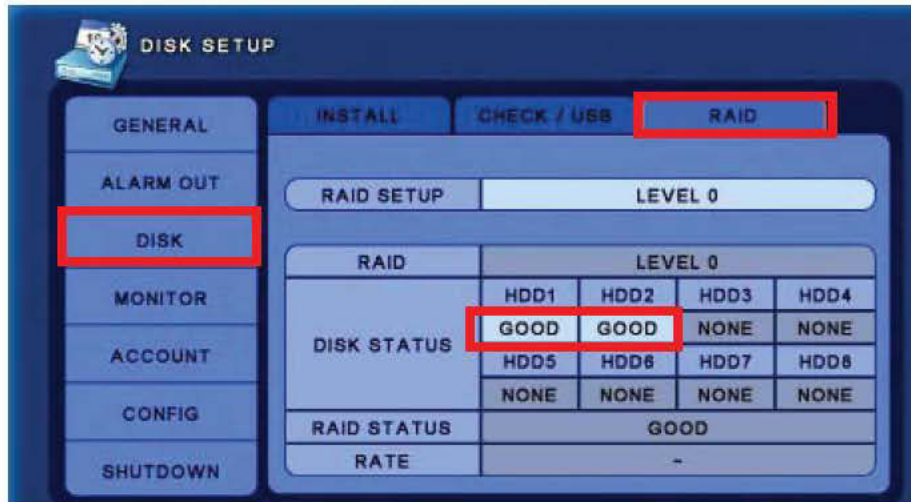 DISK SETUP
GENERAL
ALARM OUT
DISK
MONITOR
ACCOUNT
CONFIG
SHUTDOWN
INSTALL CHECK / USB RAID
RAID SETUP LEVEL 0
RAID LEVEL 0
DISK STATUS
HDD1 HDD2 HDD3 HDD4
GOOD GOOD NONE NONE
HDD5 HDD6 HDD7 HDD8
NONE NONE NONE NONE
RAID STATUS GOOD
RATE -